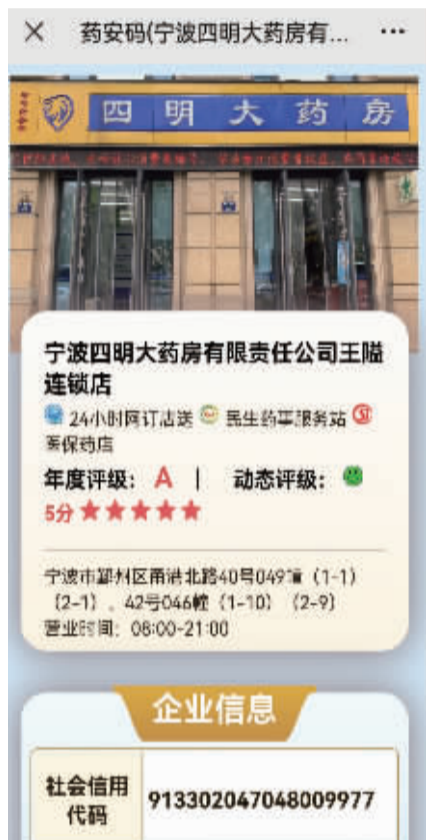 药安码(宁波四明大药房有...
四明大药房
宁波四明大药房有限责任公司王隘
连锁店
24小时网订店送 民生药事服务站
医保药店
年度评级: A | 动态评级:
5分
宁波市鄞州区甬港北路40号049幢 (1-1)
(2-1) 、42号046幢 (1-10) (2-9)
营业时间: 08:00-21:00
企业信息
社会信用
代码
913302047048009977